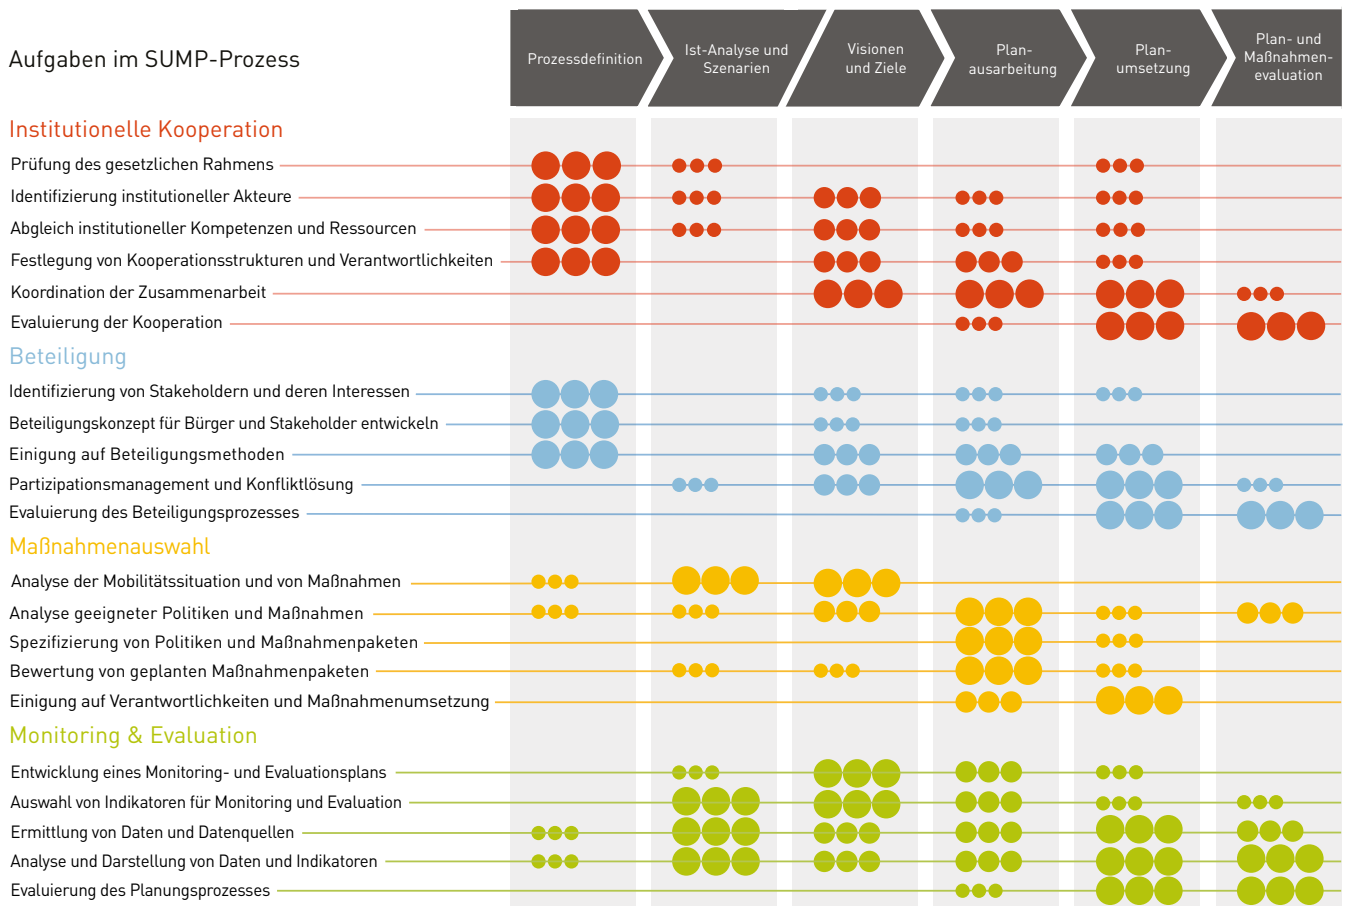 Aufgaben im SUMP-Prozess
Prozessdefinition
Ist-Analyse und
Szenarien
Visionen
und Ziele
Plan-
ausarbeitung
Plan-
umsetzung
Plan- und
Maßnahmen-
evaluation
Institutionelle Kooperation
Prüfung des gesetzlichen Rahmens
Identifizierung institutioneller Akteure
Abgleich institutioneller Kompetenzen und Ressourcen
Festlegung von Kooperationsstrukturen und Verantwortlichkeiten
Koordination der Zusammenarbeit
Evaluierung der Kooperation
Beteiligung
Identifizierung von Stakeholdern und deren Interessen
Beteiligungskonzept für Bürger und Stakeholder entwickeln
Einigung auf Beteiligungsmethoden
Partizipationsmanagement und Konfliktlösung
Evaluierung des Beteiligungsprozesses
Maßnahmenauswahl
Analyse der Mobilitätssituation und von Maßnahmen
Analyse geeigneter Politiken und Maßnahmen
Spezifizierung von Politiken und Maßnahmenpaketen
Bewertung von geplanten Maßnahmenpaketen
Einigung auf Verantwortlichkeiten und Maßnahmenumsetzung
Monitoring & Evaluation
Entwicklung eines Monitoring- und Evaluationsplans
Auswahl von Indikatoren für Monitoring und Evaluation
Ermittlung von Daten und Datenquellen
Analyse und Darstellung von Daten und Indikatoren
Evaluierung des Planungsprozesses